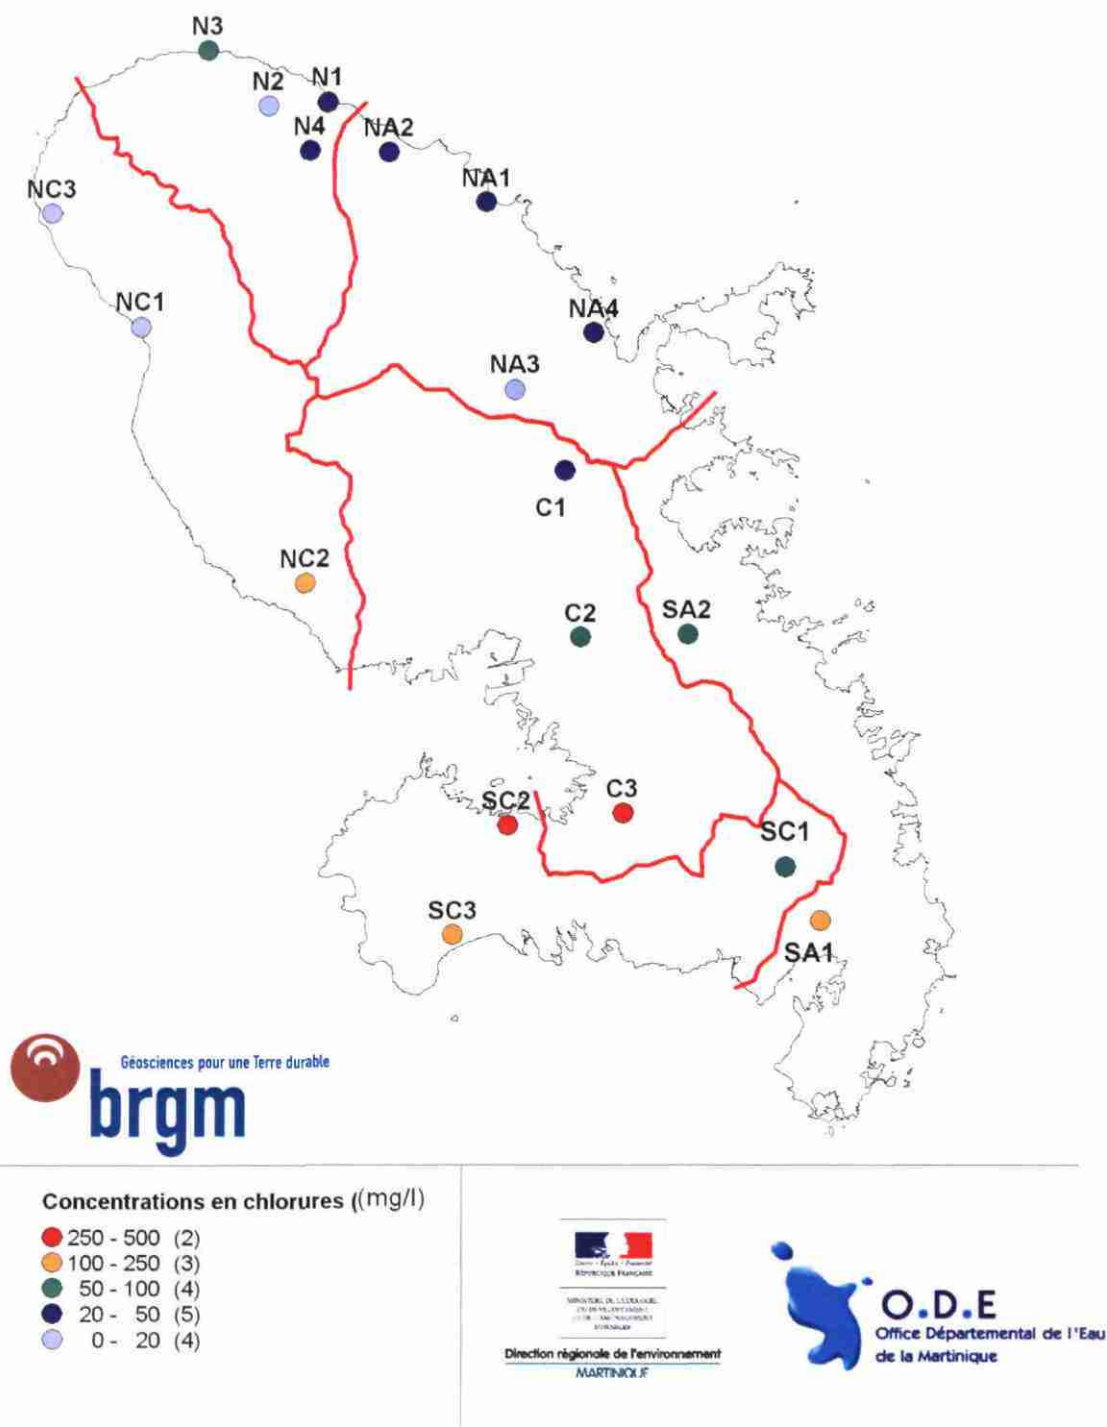 N3
N2
N1
N4
NA2
NC3
NA1
NC1
NA4
NA3
C1
NC2
C2
SA2
SC2
C3
SC1
SC3
SA1
Géosciences pour une Terre durable
brgm
Concentrations en chlorures ((mg/l)
250 - 500 (2)
100 - 250 (3)
50 - 100 (4)
20 - 50 (5)
0 - 20 (4)
RÉPUBLIQUE FRANÇAISE
Direction régionale de l'environnement
MARTINIQUE
O.D.E
Office Départemental de l'Eau
de la Martinique